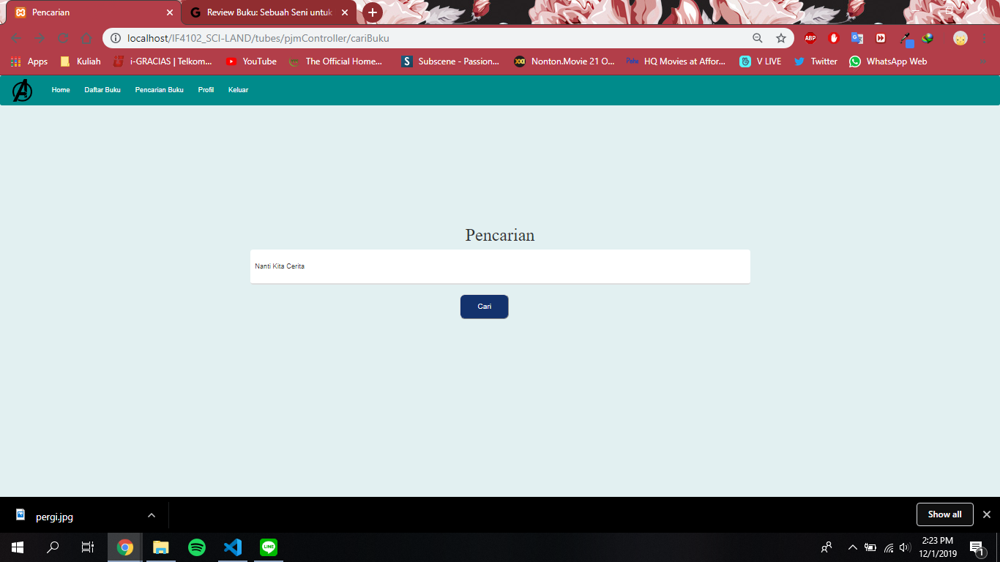 Pencarian
Review Buku: Sebuah Seni untuk
localhost/IF4102_SCI-LAND/tubes/pjmController/cariBuku
ABP
Apps
Kuliah
i-GRACIAS | Telkom...
YouTube
The Official Home...
Subscene - Passion...
Nonton.Movie 21 O...
HQ Movies at Affor...
V LIVE
Twitter
WhatsApp Web
Home
Daftar Buku
Pencarian Buku
Profil
Keluar
Pencarian
Nanti Kita Cerita
Cari
pergi.jpg
Show all
LINE
2:23 PM
12/1/2019
1